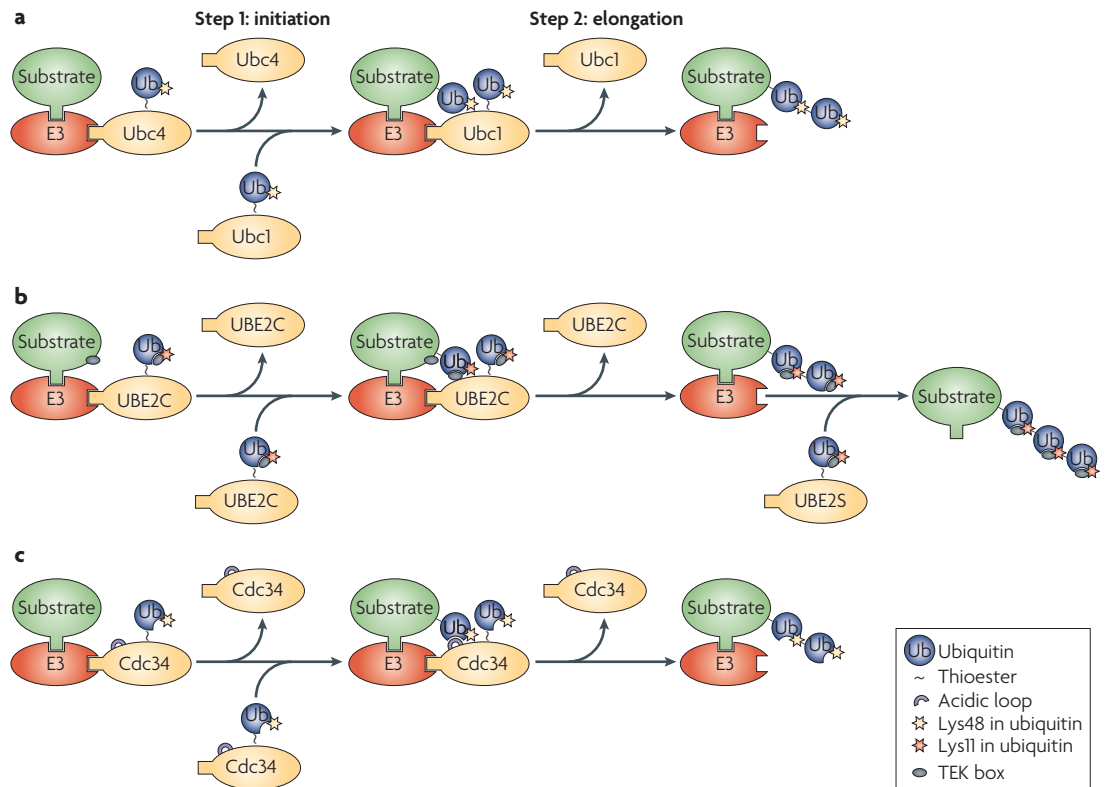 a
Step 1: initiation
Step 2: elongation
Substrate
Ub
E3
Ubc4
Ubc4
Ub
Ubc1
Substrate
Ub
Ub
E3
Ubc1
Ubc1
Substrate
Ub
Ub
E3
b
Substrate
Ub
E3
UBE2C
UBE2C
Ub
UBE2C
Substrate
Ub
Ub
E3
UBE2C
UBE2C
Substrate
Ub
Ub
E3
Ub
UBE2S
Substrate
Ub
Ub
Ub
c
Substrate
Ub
E3
Cdc34
Cdc34
Ub
Cdc34
Substrate
Ub
Ub
E3
Cdc34
Cdc34
Substrate
Ub
Ub
E3
Ub Ubiquitin
~ Thioester
Acidic loop
Lys48 in ubiquitin
Lys11 in ubiquitin
TEK box